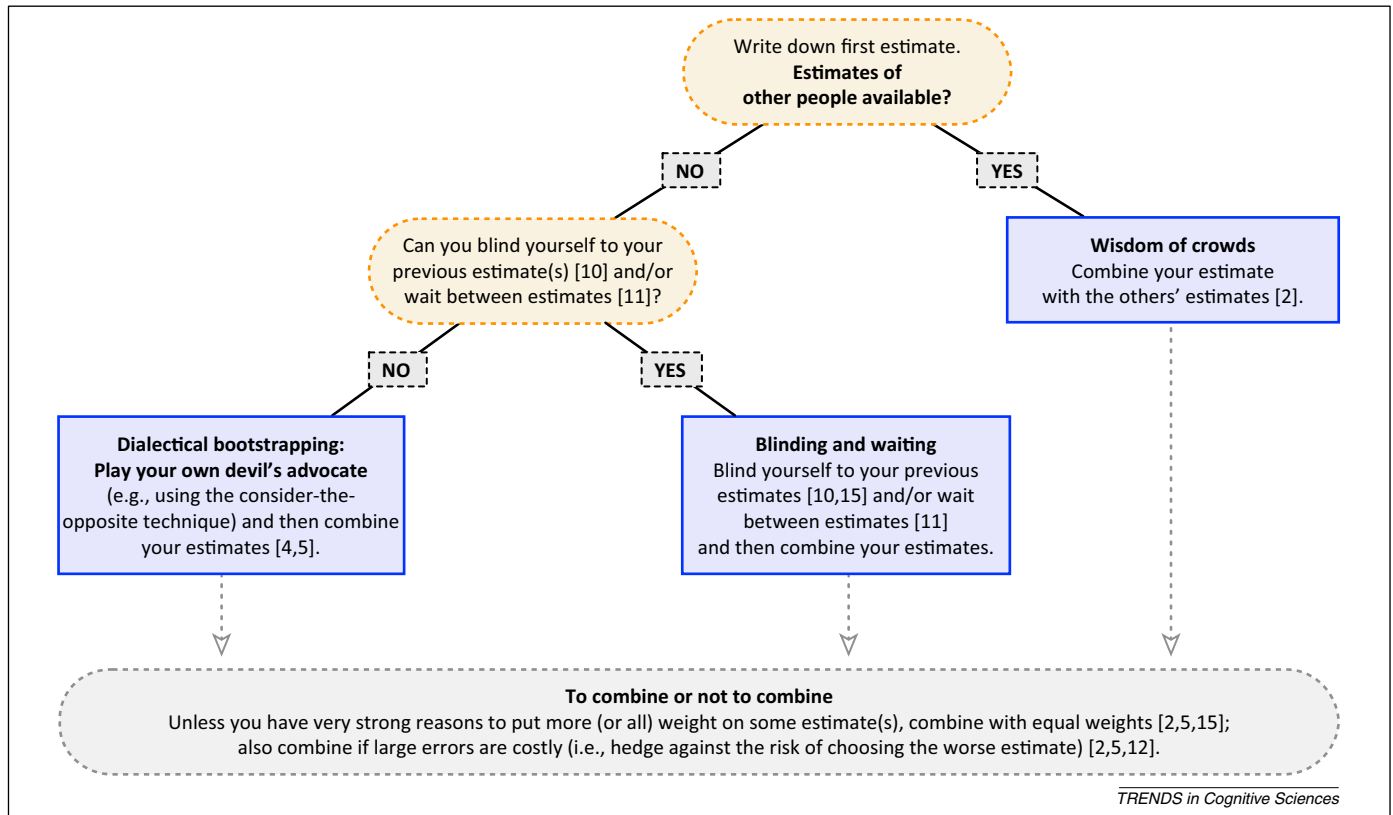 Write down first estimate.
Estimates of
other people available?
NO
YES
Can you blind yourself to your
previous estimate(s) [10] and/or
wait between estimates [11]?
Wisdom of crowds
Combine your estimate
with the others’ estimates [2].
NO
YES
Dialectical bootstrapping:
Play your own devil’s advocate
(e.g., using the consider-the-
opposite technique) and then combine
your estimates [4,5].
Blinding and waiting
Blind yourself to your previous
estimates [10,15] and/or wait
between estimates [11]
and then combine your estimates.
To combine or not to combine
Unless you have very strong reasons to put more (or all) weight on some estimate(s), combine with equal weights [2,5,15];
also combine if large errors are costly (i.e., hedge against the risk of choosing the worse estimate) [2,5,12].
TRENDS in Cognitive Sciences